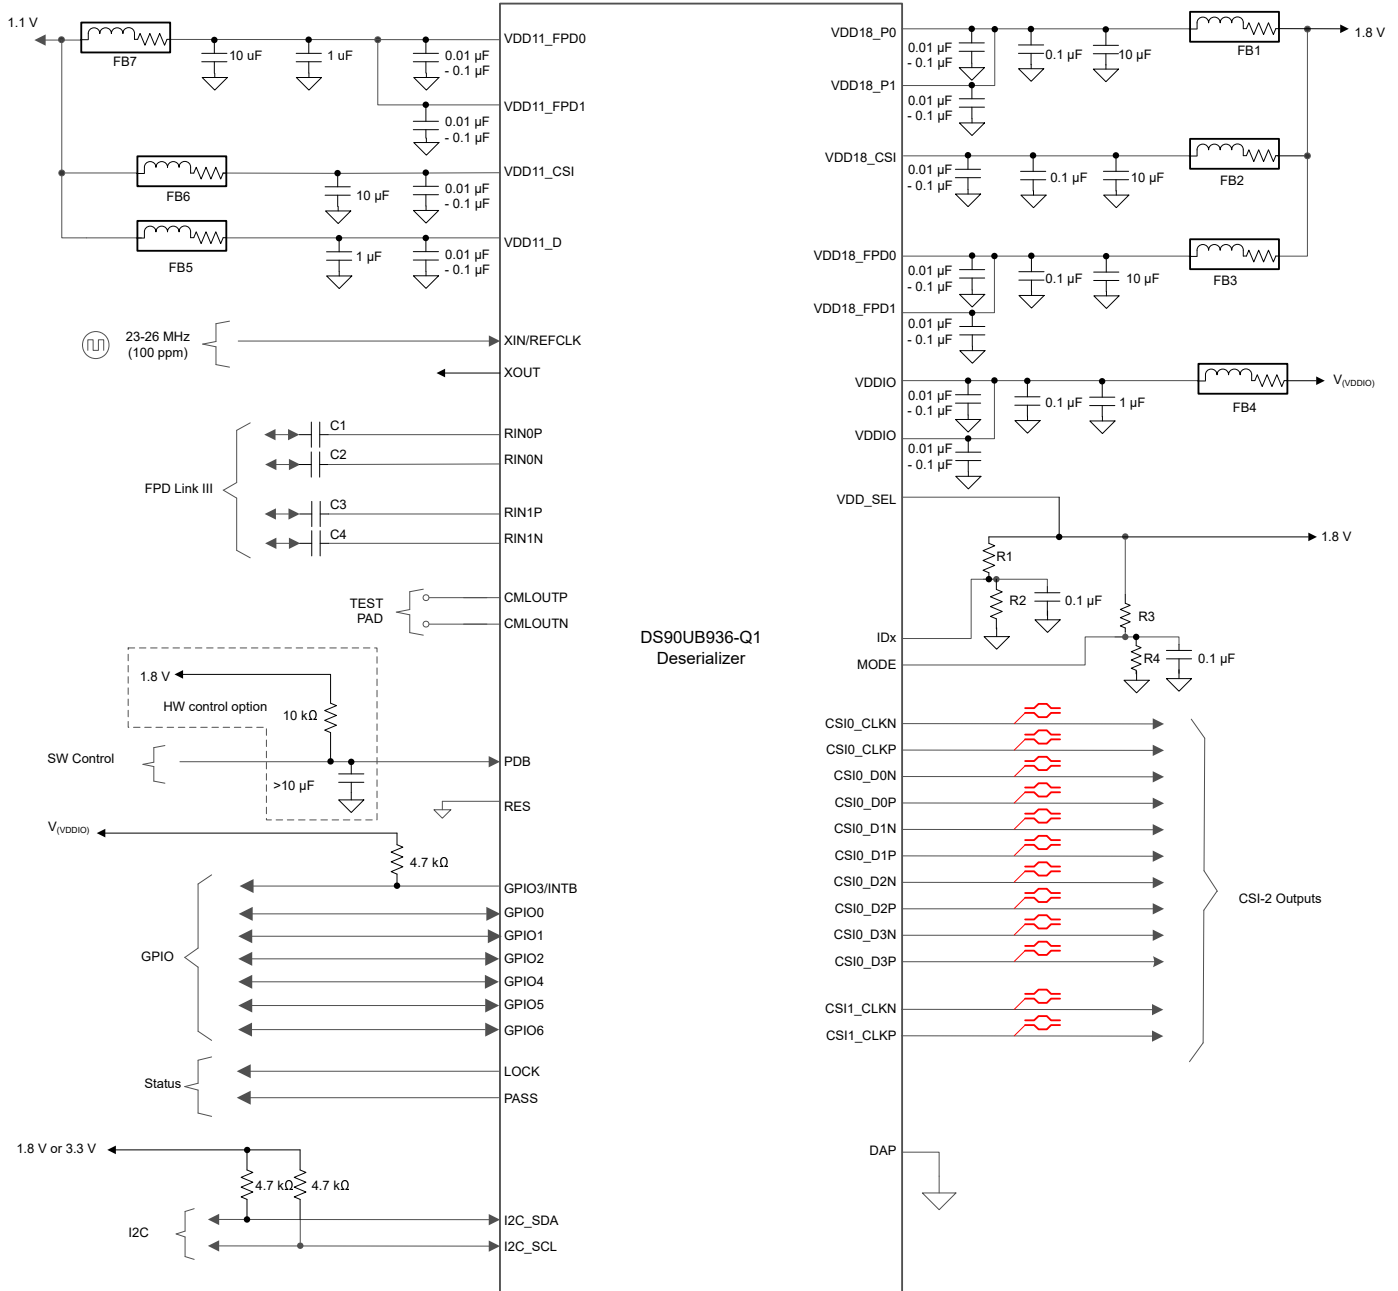 1.1 V
FB7
10 uF
1 uF
0.01 µF
- 0.1 µF
VDD11_FPD0
0.01 µF
- 0.1 µF
VDD11_FPD1
FB6
10 µF
0.01 µF
- 0.1 µF
VDD11_CSI
FB5
1 µF
0.01 µF
- 0.1 µF
VDD11_D
23-26 MHz
(100 ppm)
XIN/REFCLK
XOUT
FPD Link III
C1
RIN0P
C2
RIN0N
C3
RIN1P
C4
RIN1N
TEST
PAD
CMLOUTP
CMLOUTN
1.8 V
HW control option
10 kΩ
SW Control
>10 µF
PDB
RES
V(VDDIO)
4.7 kΩ
GPIO
GPIO3/INTB
GPIO0
GPIO1
GPIO2
GPIO4
GPIO5
GPIO6
Status
LOCK
PASS
1.8 V or 3.3 V
4.7 kΩ
4.7 kΩ
I2C
I2C_SDA
I2C_SCL
DS90UB936-Q1
Deserializer
VDD18_P0
0.01 µF
- 0.1 µF
0.1 µF
10 µF
FB1
1.8 V
VDD18_P1
0.01 µF
- 0.1 µF
VDD18_CSI
0.01 µF
- 0.1 µF
0.1 µF
10 µF
FB2
VDD18_FPD0
0.01 µF
- 0.1 µF
0.1 µF
10 µF
FB3
VDD18_FPD1
0.01 µF
- 0.1 µF
VDDIO
0.01 µF
- 0.1 µF
0.1 µF
1 µF
FB4
V(VDDIO)
VDDIO
0.01 µF
- 0.1 µF
VDD_SEL
1.8 V
R1
R2
0.1 µF
IDx
R3
MODE
R4
0.1 µF
CSI0_CLKN
CSI0_CLKP
CSI0_D0N
CSI0_D0P
CSI0_D1N
CSI0_D1P
CSI0_D2N
CSI0_D2P
CSI0_D3N
CSI0_D3P
CSI1_CLKN
CSI1_CLKP
CSI-2 Outputs
DAP